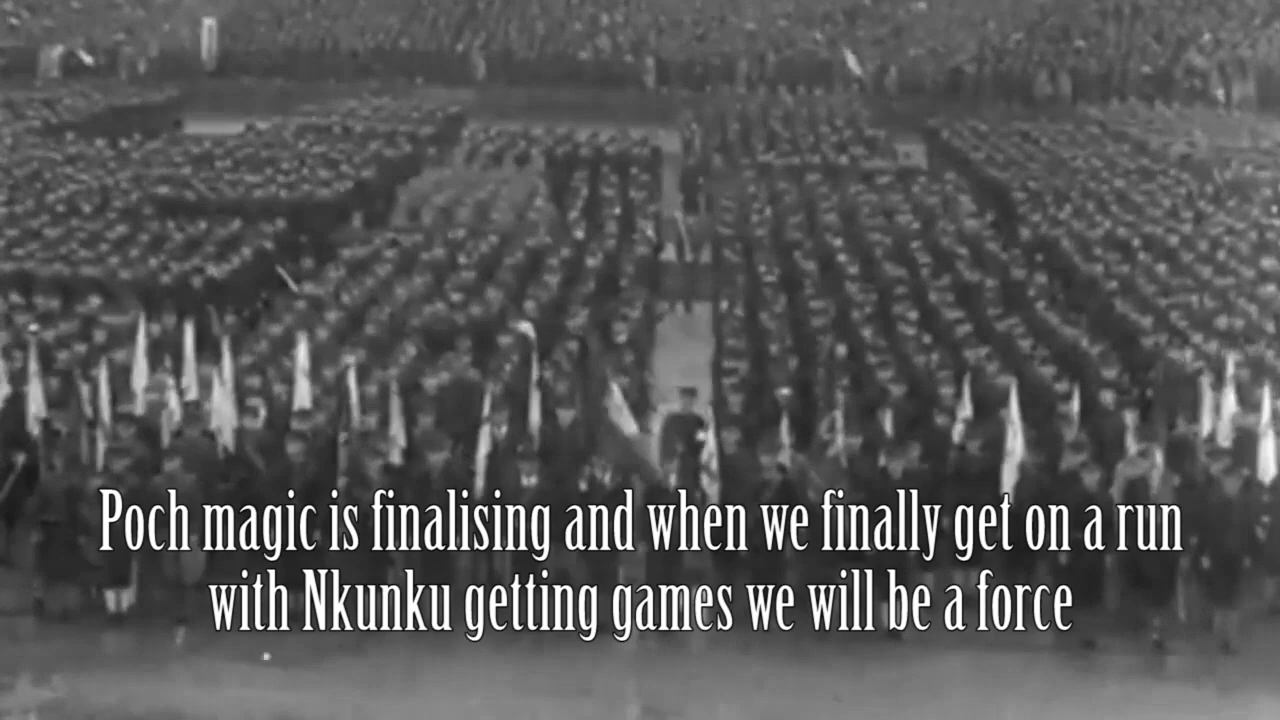 Poch magic is finalising and when we finally get on a run
with Nkunku getting games we will be a force